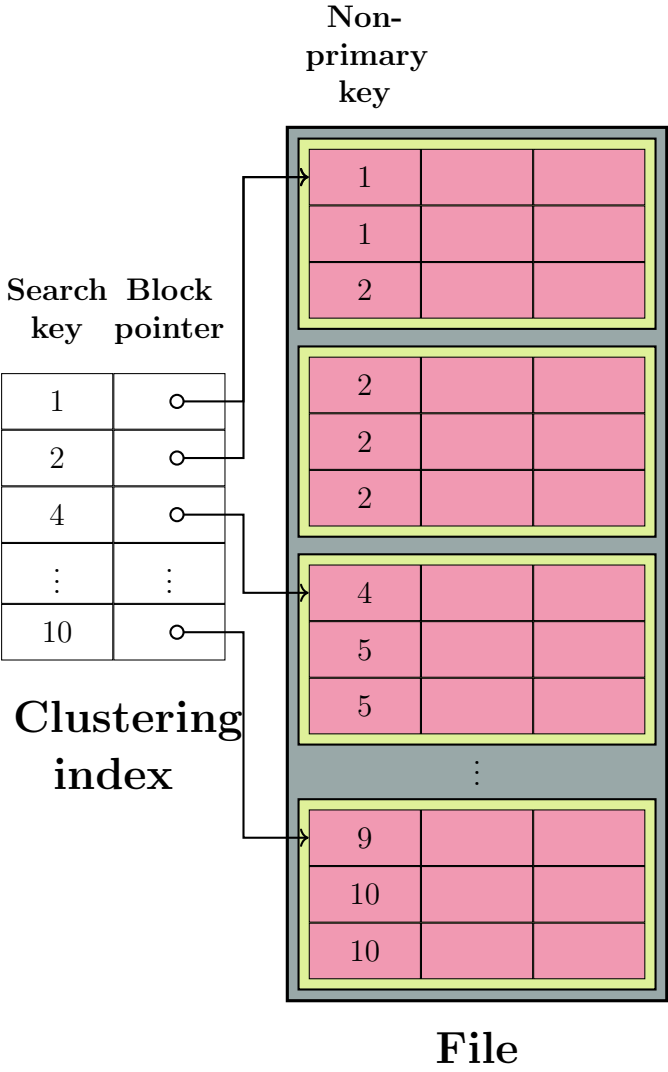 Non-
primary
key
1
1
2
Search Block
key pointer
1
2
4
⋮ ⋮
10
2
2
2
4
5
5
⋮
9
10
10
Clustering
index
File